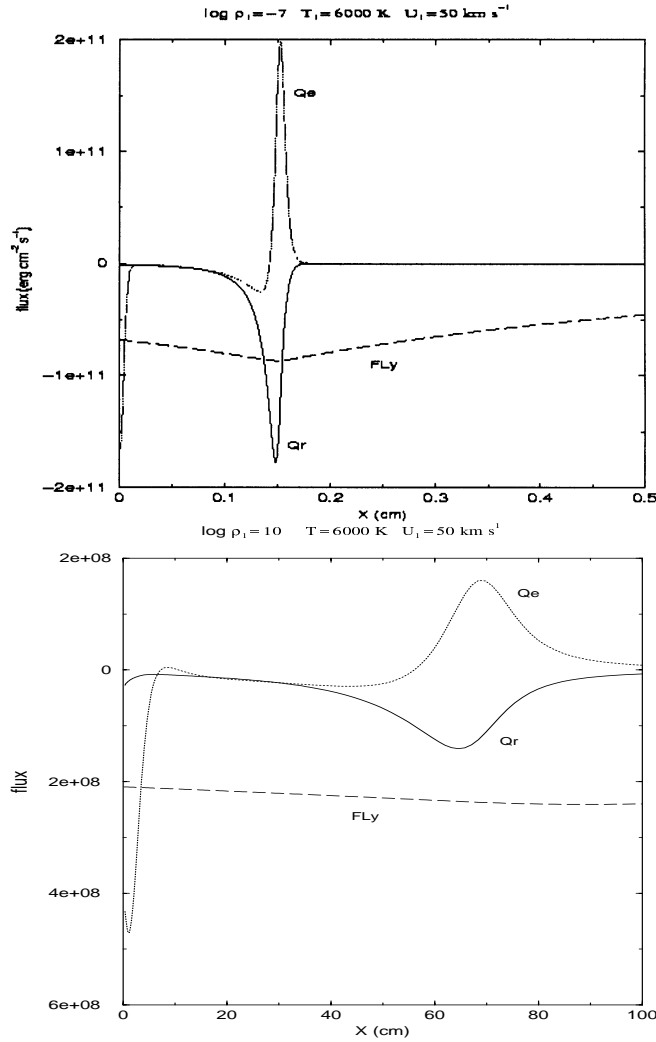 log ρ₁=−7 T₁=6000 K U₁=50 km s⁻¹
2e+11
Qe
1e+11
flux(erg cm⁻² s⁻¹)
0
−1e+11
FLy
Qr
−2e+11
0 0.1 0.2 0.3 0.4 0.5
X (cm)
log ρ₁=10 T=6000 K U₁=50 km s¹
2e+08
Qe
0
Qr
flux
2e+08
FLy
4e+08
6e+08
0 20 40 60 80 100
X (cm)